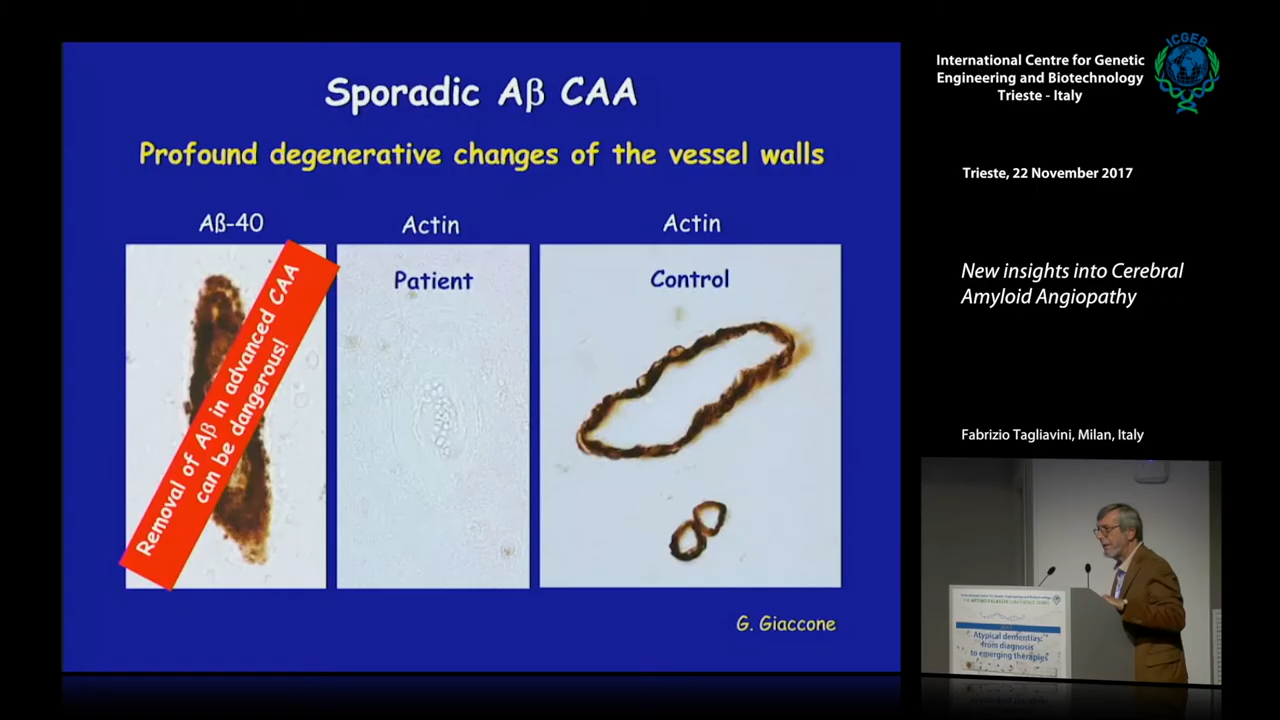 Sporadic Aβ CAA
Profound degenerative changes of the vessel walls
Aß-40
Actin
Actin
Patient
Control
Removal of Aβ in advanced CAA
can be dangerous!
G. Giaccone
International Centre for Genetic
Engineering and Biotechnology
Trieste - Italy
ICGEB
Trieste, 22 November 2017
New insights into Cerebral
Amyloid Angiopathy
Fabrizio Tagliavini, Milan, Italy
Atypical dementias:
from diagnosis
to emerging therapies